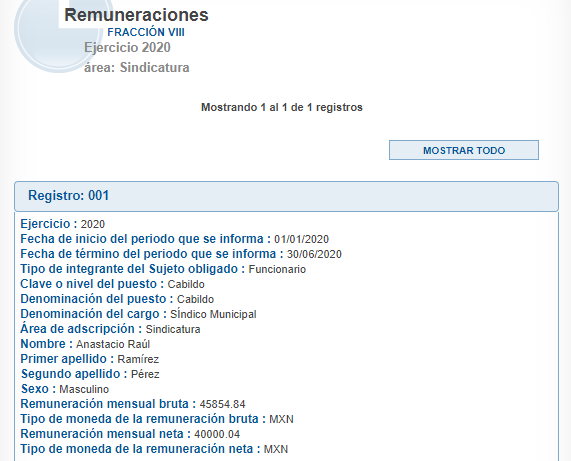 Remuneraciones
FRACCIÓN VIII
Ejercicio 2020
área: Sindicatura
Mostrando 1 al 1 de 1 registros
MOSTRAR TODO
Registro: 001
Ejercicio : 2020
Fecha de inicio del periodo que se informa : 01/01/2020
Fecha de término del periodo que se informa : 30/06/2020
Tipo de integrante del Sujeto obligado : Funcionario
Clave o nivel del puesto : Cabildo
Denominación del puesto : Cabildo
Denominación del cargo : SÍndico Municipal
Área de adscripción : Sindicatura
Nombre : Anastacio Raúl
Primer apellido : Ramírez
Segundo apellido : Pérez
Sexo : Masculino
Remuneración mensual bruta : 45854.84
Tipo de moneda de la remuneración bruta : MXN
Remuneración mensual neta : 40000.04
Tipo de moneda de la remuneración neta : MXN